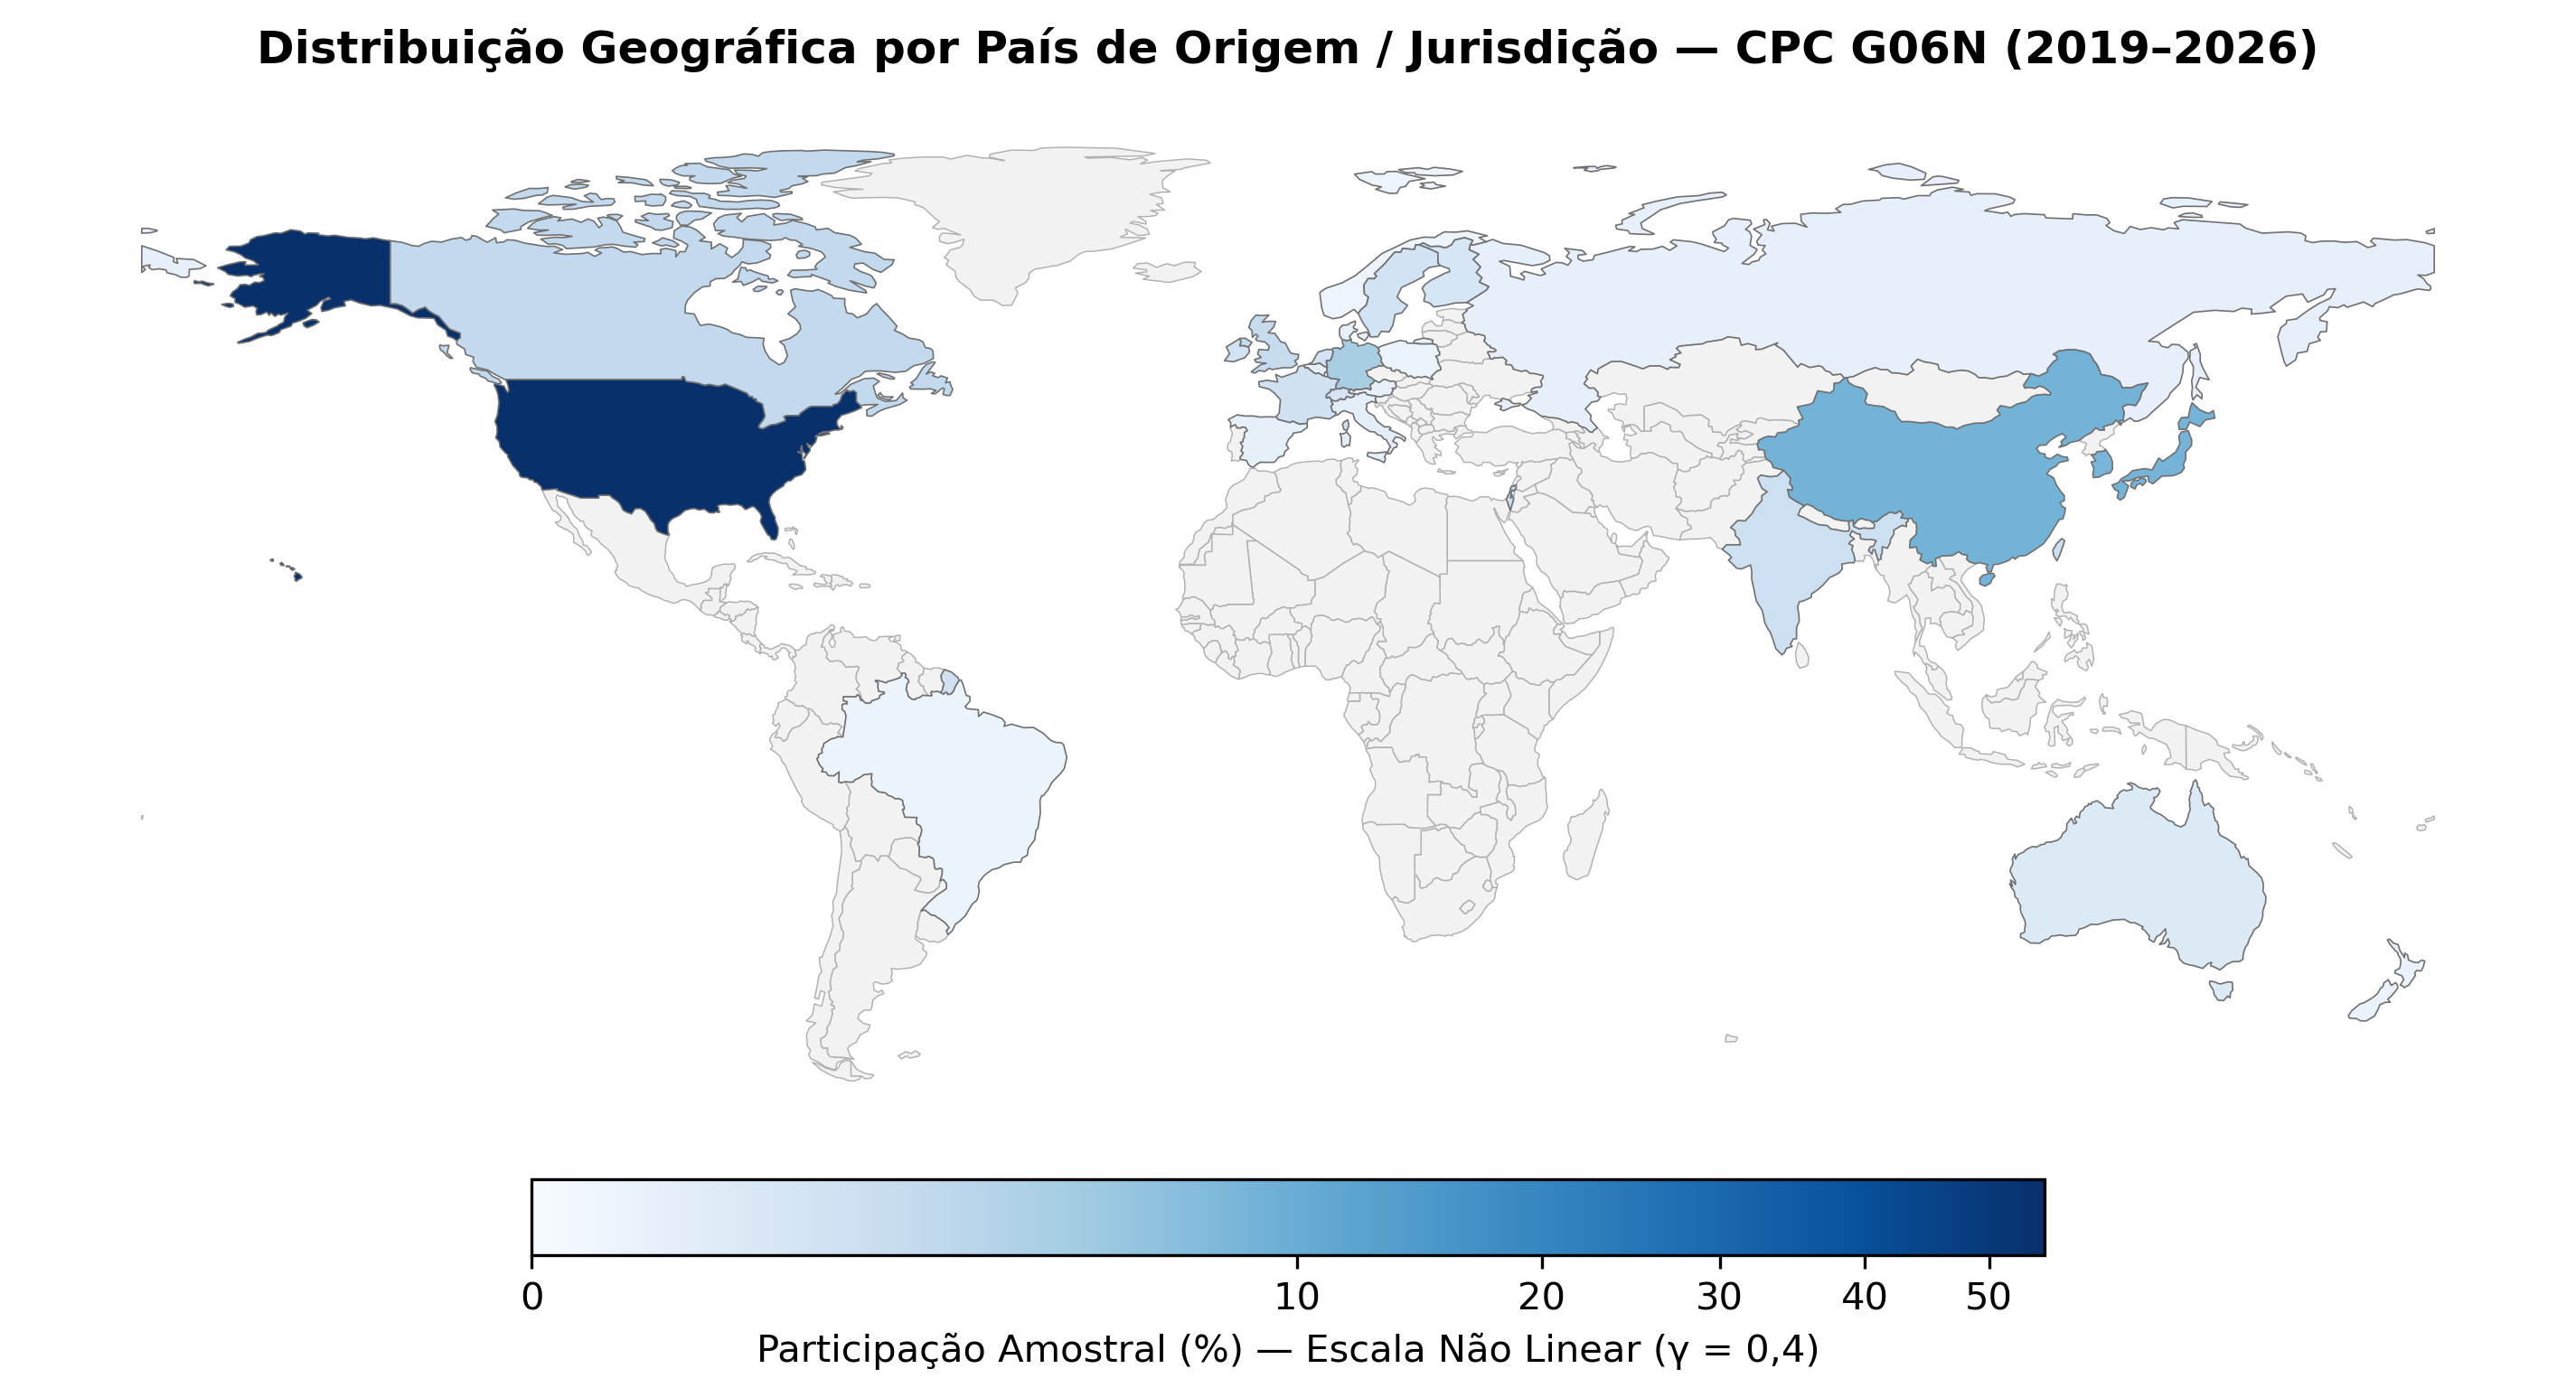 Distribuição Geográfica por País de Origem / Jurisdição — CPC G06N (2019–2026)
0 10 20 30 40 50
Participação Amostral (%) — Escala Não Linear (γ = 0,4)